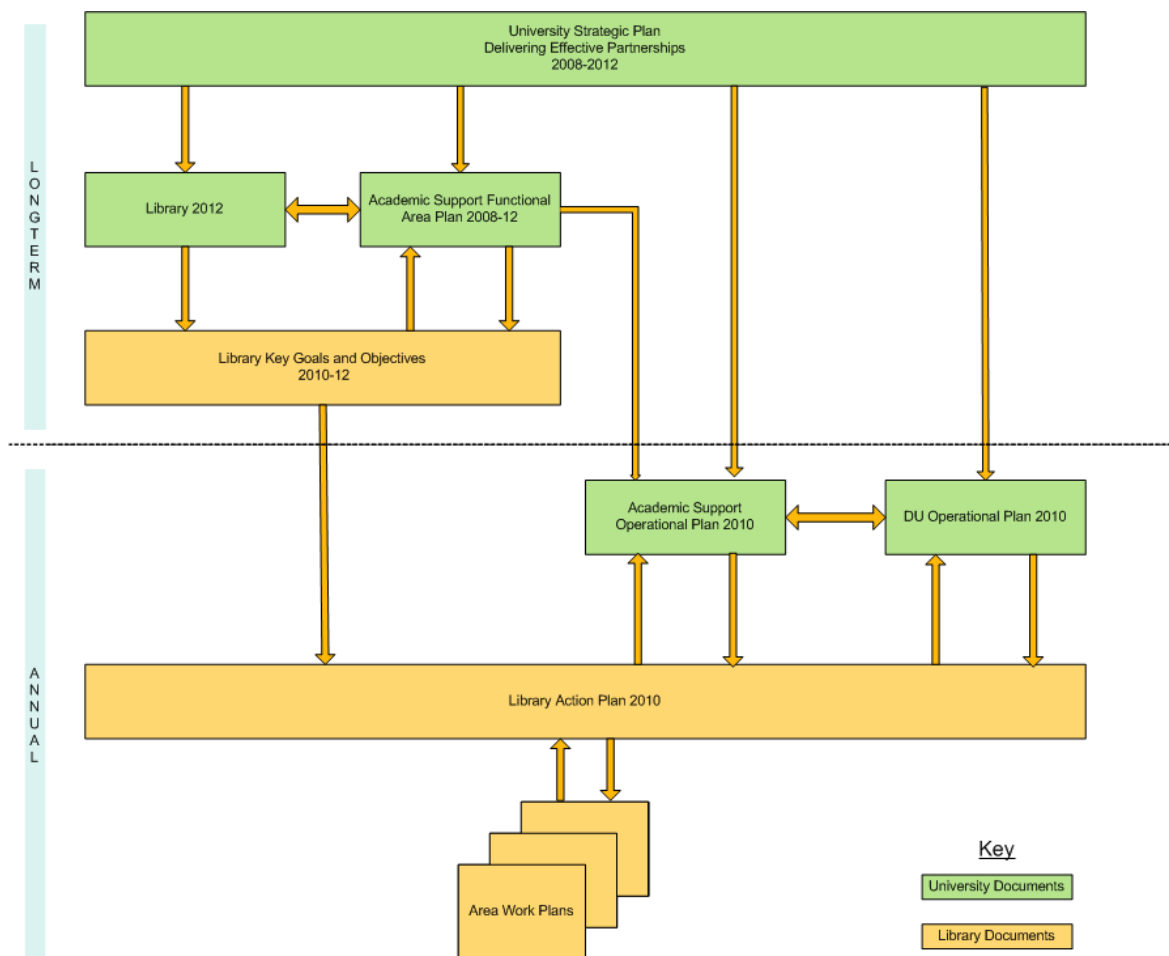 University Strategic Plan
Delivering Effective Partnerships
2008-2012
LONGTERM
Library 2012
Academic Support Functional
Area Plan 2008-12
Library Key Goals and Objectives
2010-12
Academic Support
Operational Plan 2010
DU Operational Plan 2010
ANNUAL
Library Action Plan 2010
Area Work Plans
Key
University Documents
Library Documents